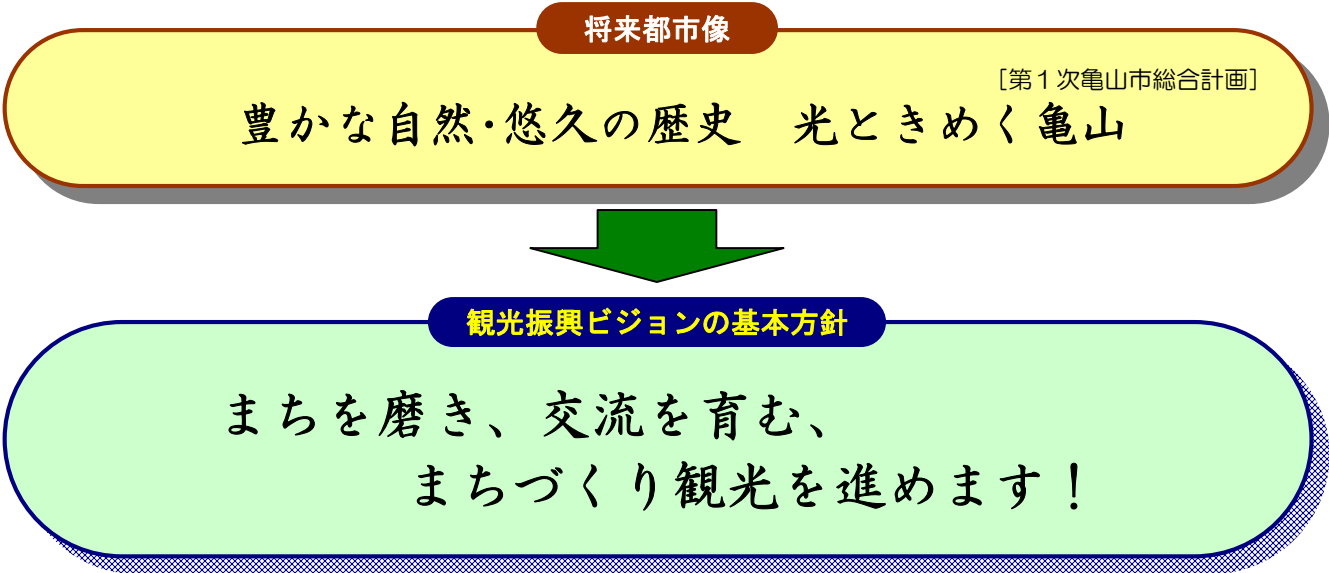 将来都市像
［第１次亀山市総合計画］
豊かな自然・悠久の歴史　光ときめく亀山
観光振興ビジョンの基本方針
まちを磨き、交流を育む、
まちづくり観光を進めます！